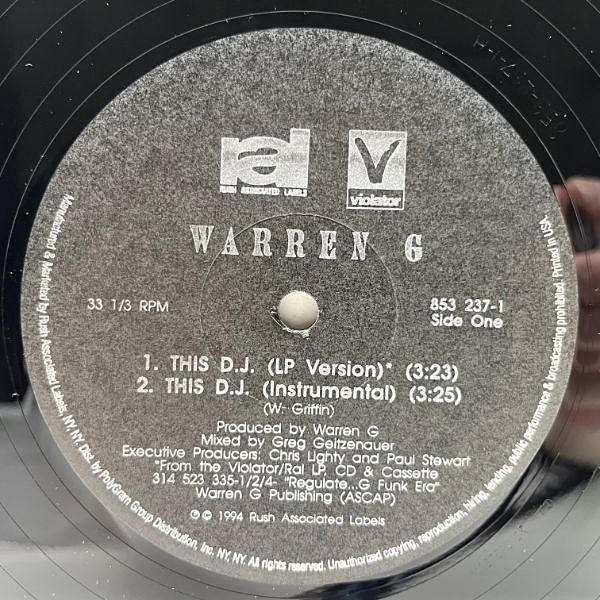 ral
RUSH ASSOCIATED LABELS
V
violator
WARREN G
33 1/3 RPM
853 237-1
Side One
1. THIS D.J. (LP Version)* (3:23)
2. THIS D.J. (Instrumental) (3:25)
(W. Griffin)
Produced by Warren G
Mixed by Greg Geitzenauer
Executive Producers: Chris Lighty and Paul Stewart
*From the Violator/Ral LP, CD & Cassette
314 523 335-1/2/4- "Regulate...G Funk Era"
Warren G Publishing (ASCAP)
℗ © 1994 Rush Associated Labels
Manufactured & Marketed by Rush Associated Labels, NY, NY. Dist. by PolyGram Group Distribution, Inc. NY, NY. All rights reserved. Unauthorized copying, reproduction, hiring, lending, public performance & broadcasting prohibited. Printed in USA.